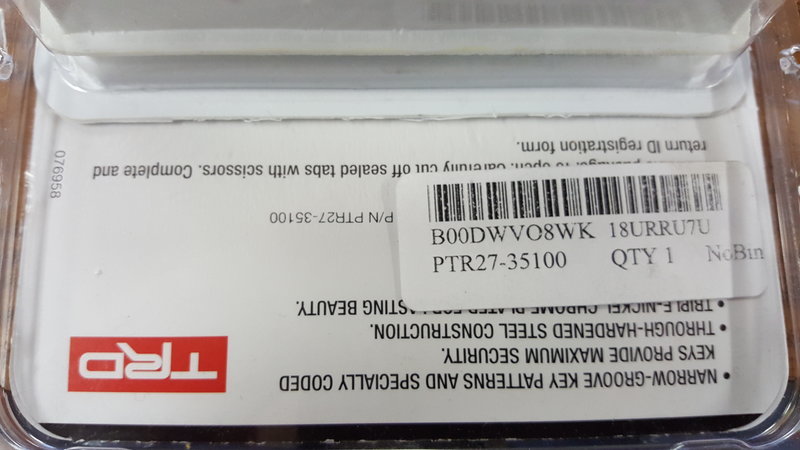 B00DWVO8WK 18URRU7U
PTR27-35100 QTY 1 NoBin
TRD
• NARROW-GROOVE KEY PATTERNS AND SPECIALLY CODED
KEYS PROVIDE MAXIMUM SECURITY.
• THROUGH-HARDENED STEEL CONSTRUCTION.
• TRIPLE-NICKEL CHROME PLATED FOR LASTING BEAUTY.
P/N PTR27-35100
package: To open: Carefully cut off sealed tabs with scissors. Complete and
return ID registration form.
076958